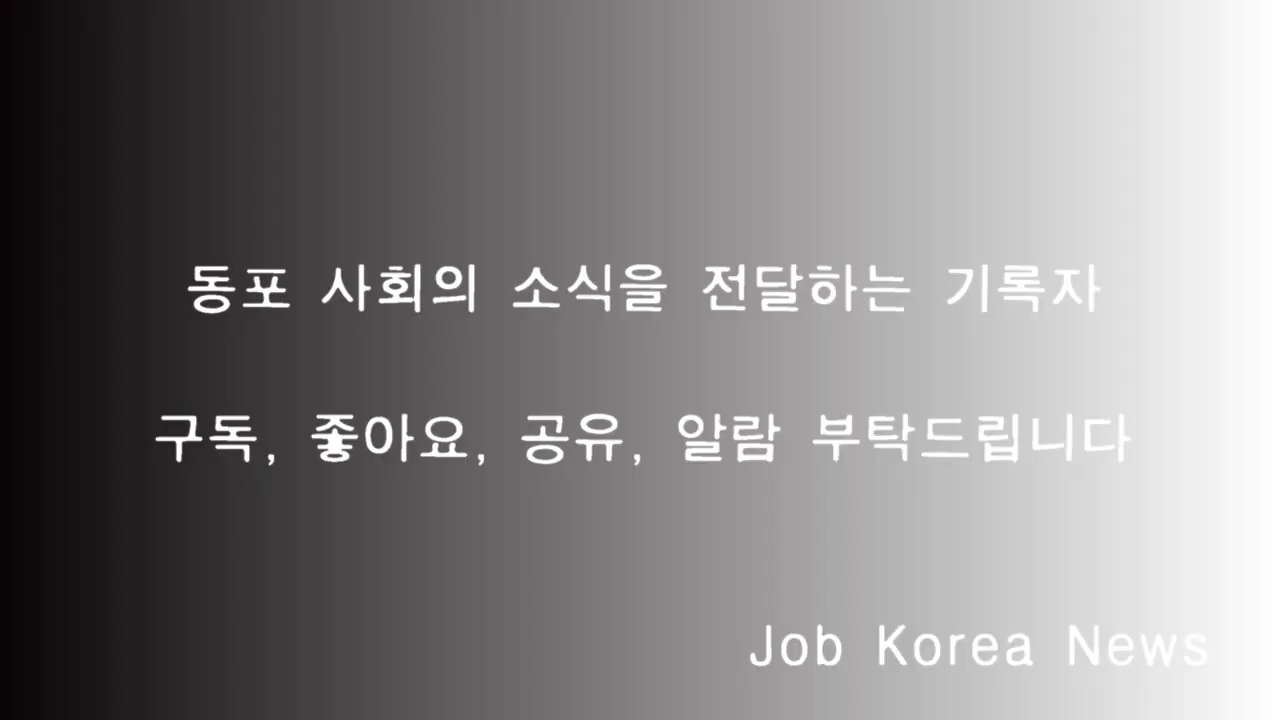 동포 사회의 소식을 전달하는 기록자
구독, 좋아요, 공유, 알람 부탁드립니다
Job Korea News